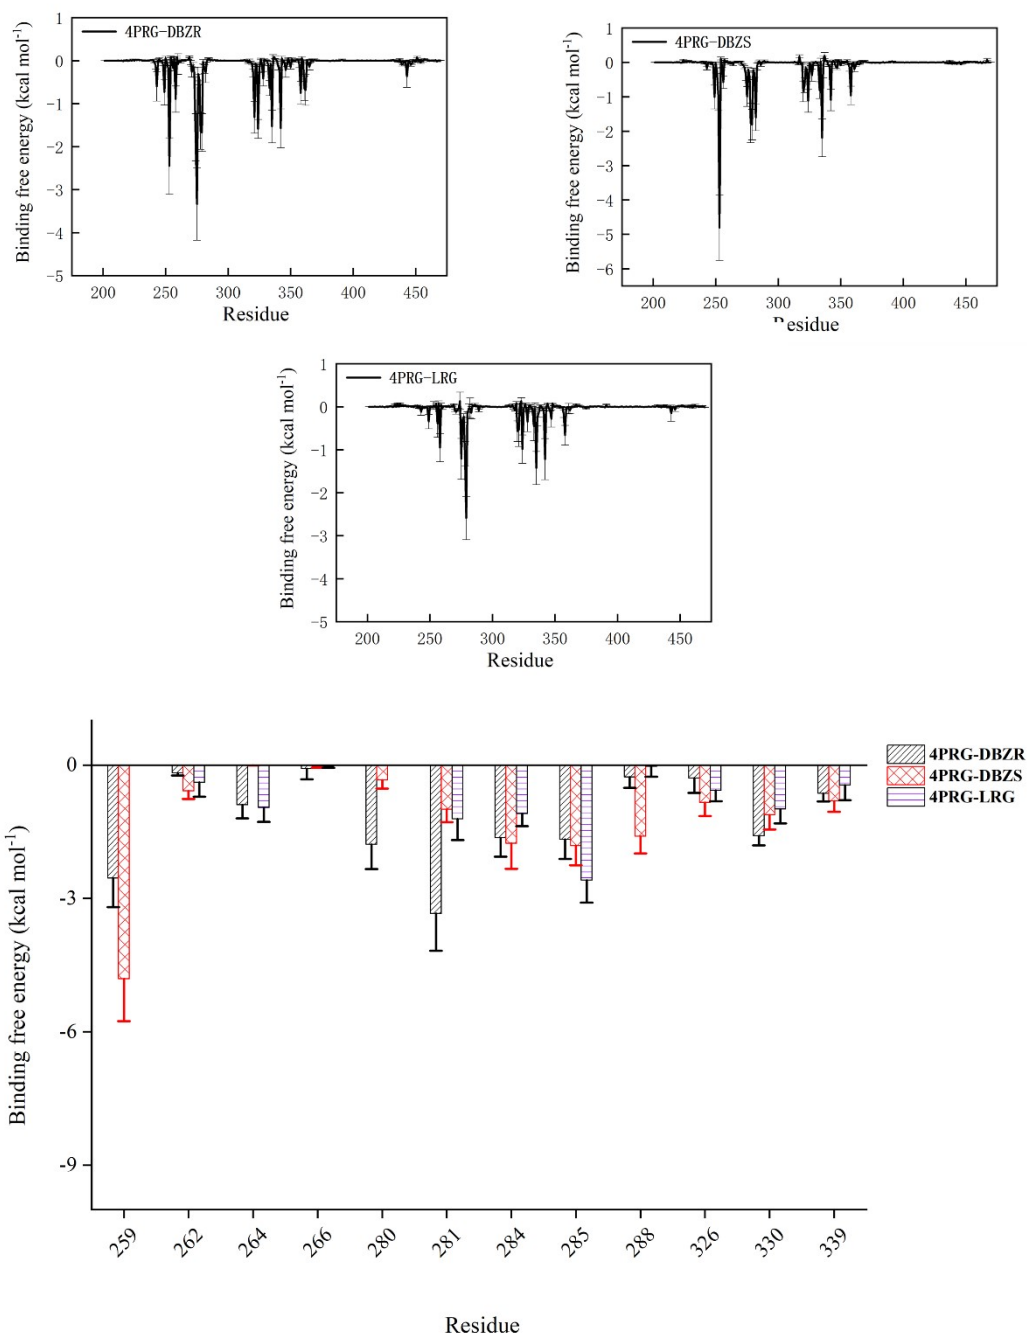 4PRG-DBZR
Binding free energy (kcal mol-1)
1
0
-1
-2
-3
-4
-5
200 250 300 350 400 450
Residue
4PRG-DBZS
Binding free energy (kcal mol-1)
1
0
-1
-2
-3
-4
-5
-6
200 250 300 350 400 450
Residue
4PRG-LRG
Binding free energy (kcal mol-1)
1
0
-1
-2
-3
-4
-5
200 250 300 350 400 450
Residue
4PRG-DBZR
4PRG-DBZS
4PRG-LRG
Binding free energy (kcal mol-1)
0
-3
-6
-9
259 262 264 266 280 281 284 285 288 326 330 339
Residue